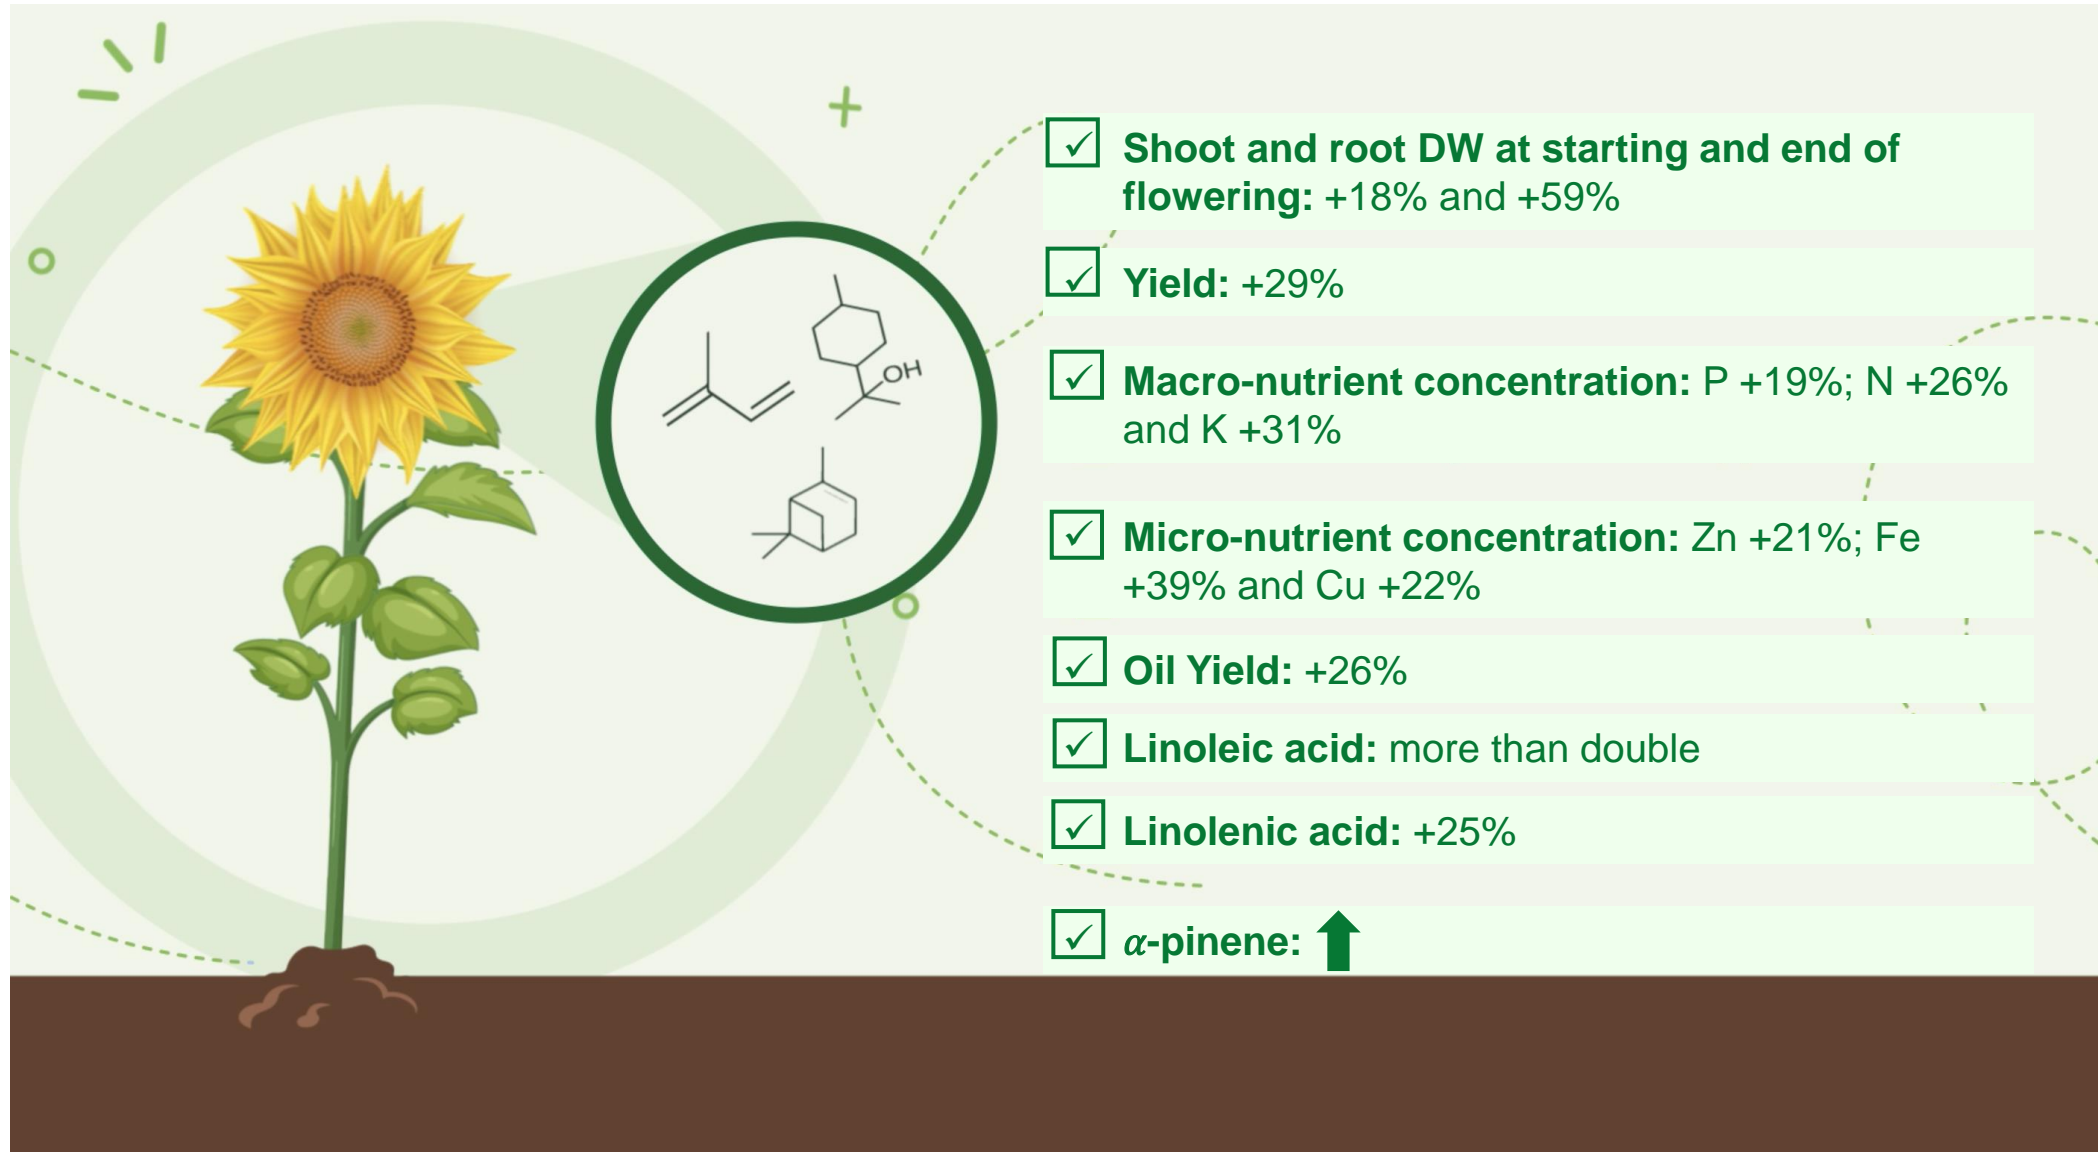 Shoot and root DW at starting and end of
flowering: +18% and +59%
Yield: +29%
OH
Macro-nutrient concentration: P +19%; N +26%
and K +31%
Micro-nutrient concentration: Zn +21%; Fe
+39% and Cu +22%
Oil Yield: +26%
Linoleic acid: more than double
Linolenic acid: +25%
α-pinene: